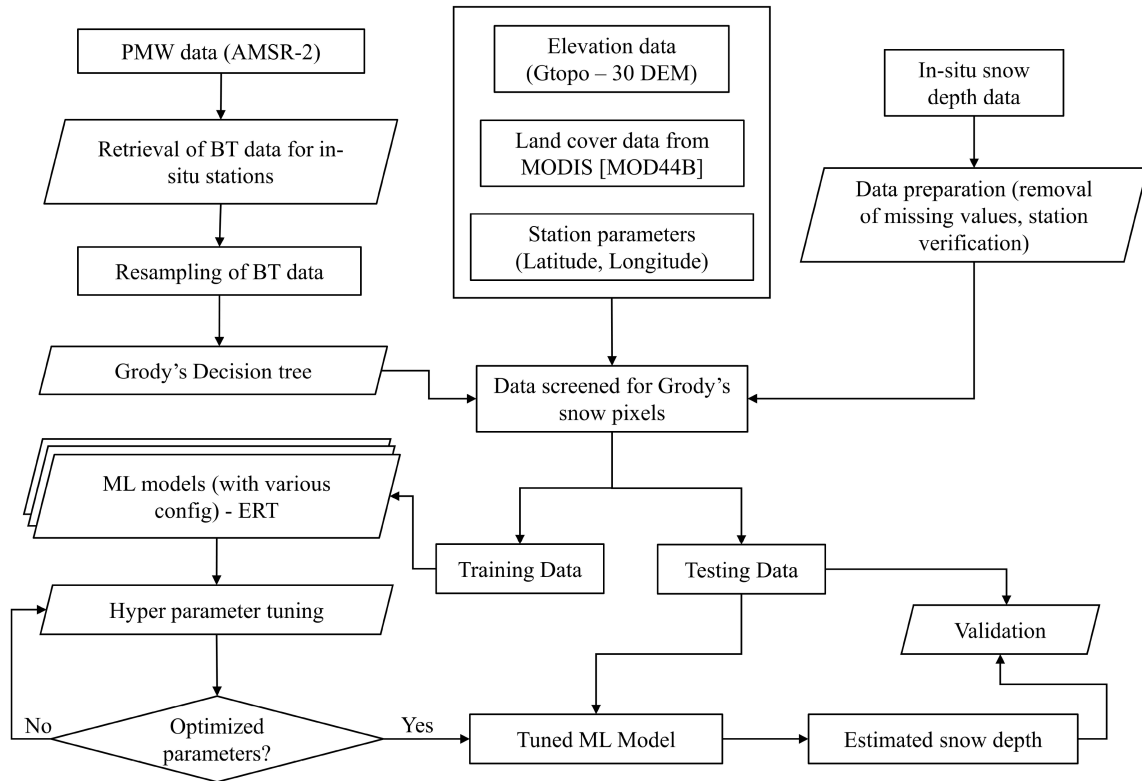 PMW data (AMSR-2)
Retrieval of BT data for in-
situ stations
Resampling of BT data
Grody’s Decision tree
Elevation data
(Gtopo – 30 DEM)
Land cover data from
MODIS [MOD44B]
Station parameters
(Latitude, Longitude)
In-situ snow
depth data
Data preparation (removal
of missing values, station
verification)
Data screened for Grody’s
snow pixels
ML models (with various
config) - ERT
Training Data
Testing Data
Hyper parameter tuning
Validation
No
Optimized
parameters?
Yes
Tuned ML Model
Estimated snow depth